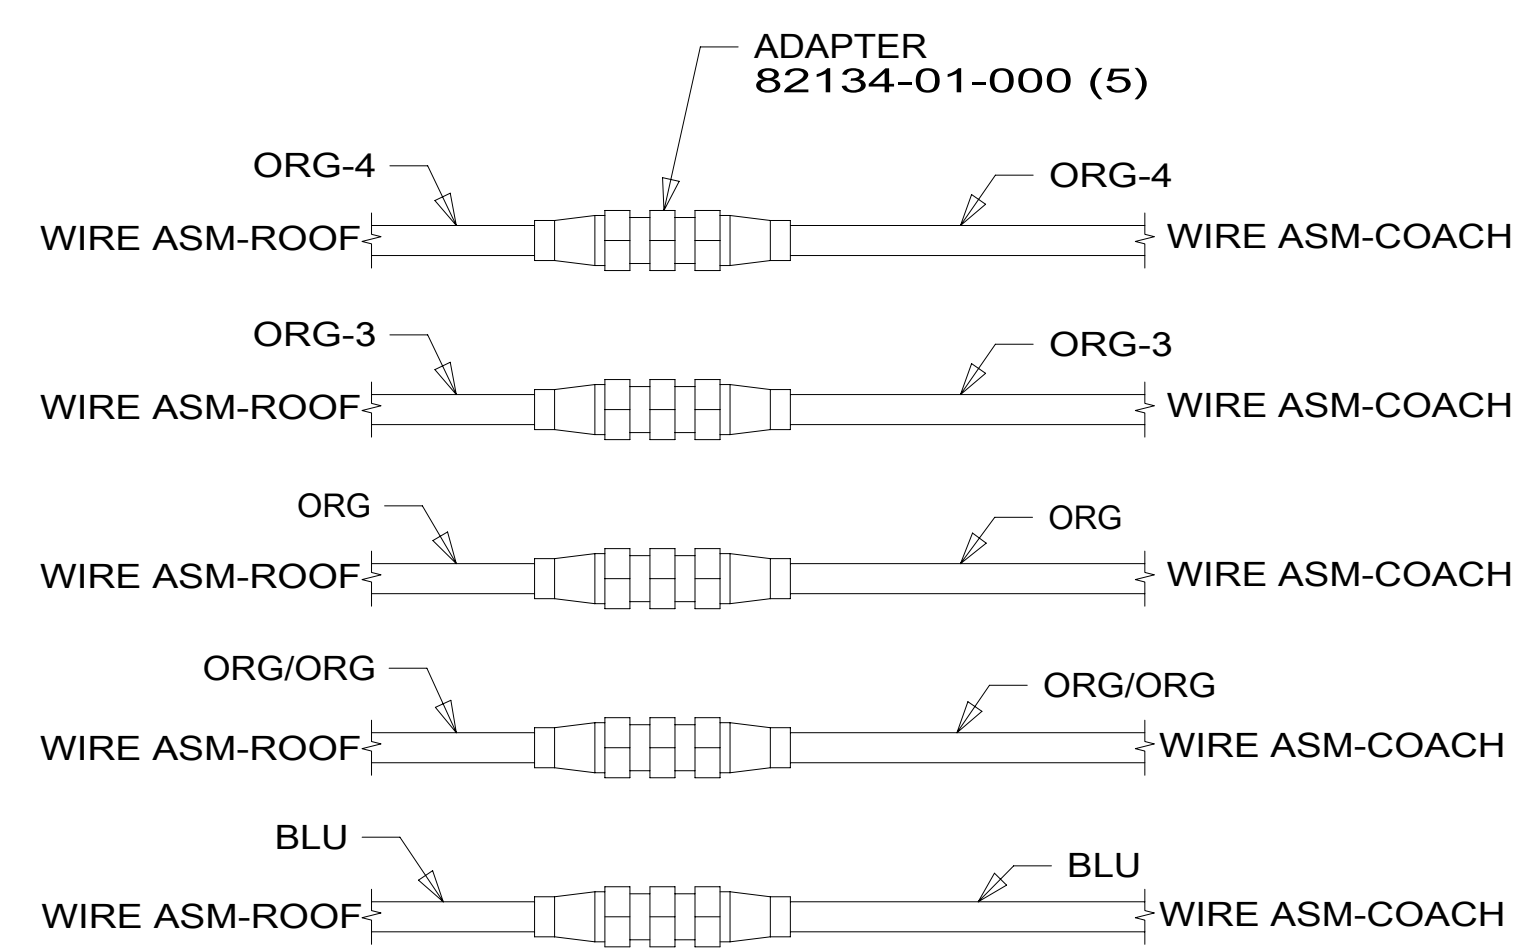 ADAPTER
82134-01-000 (5)
ORG-4
ORG-4
WIRE ASM-ROOF
WIRE ASM-COACH
ORG-3
ORG-3
WIRE ASM-ROOF
WIRE ASM-COACH
ORG
ORG
WIRE ASM-ROOF
WIRE ASM-COACH
ORG/ORG
ORG/ORG
WIRE ASM-ROOF
WIRE ASM-COACH
BLU
BLU
WIRE ASM-ROOF
WIRE ASM-COACH